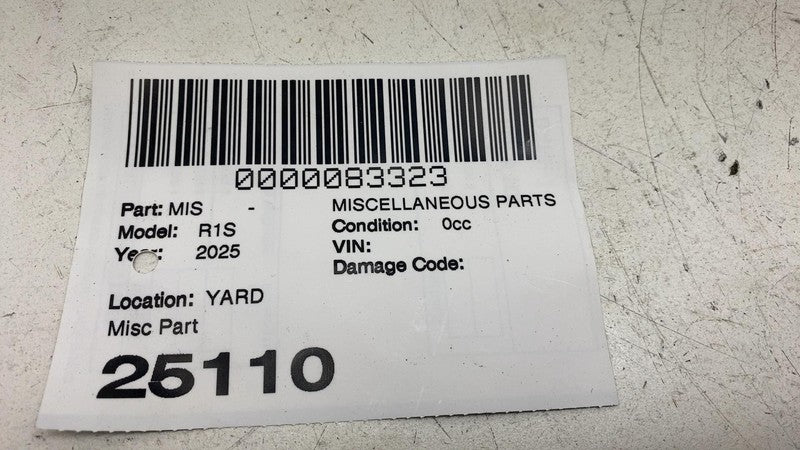 0000083323
Part: MIS - MISCELLANEOUS PARTS
Model: R1S Condition: 0cc
Year: 2025 VIN:
Damage Code:
Location: YARD
Misc Part
25110